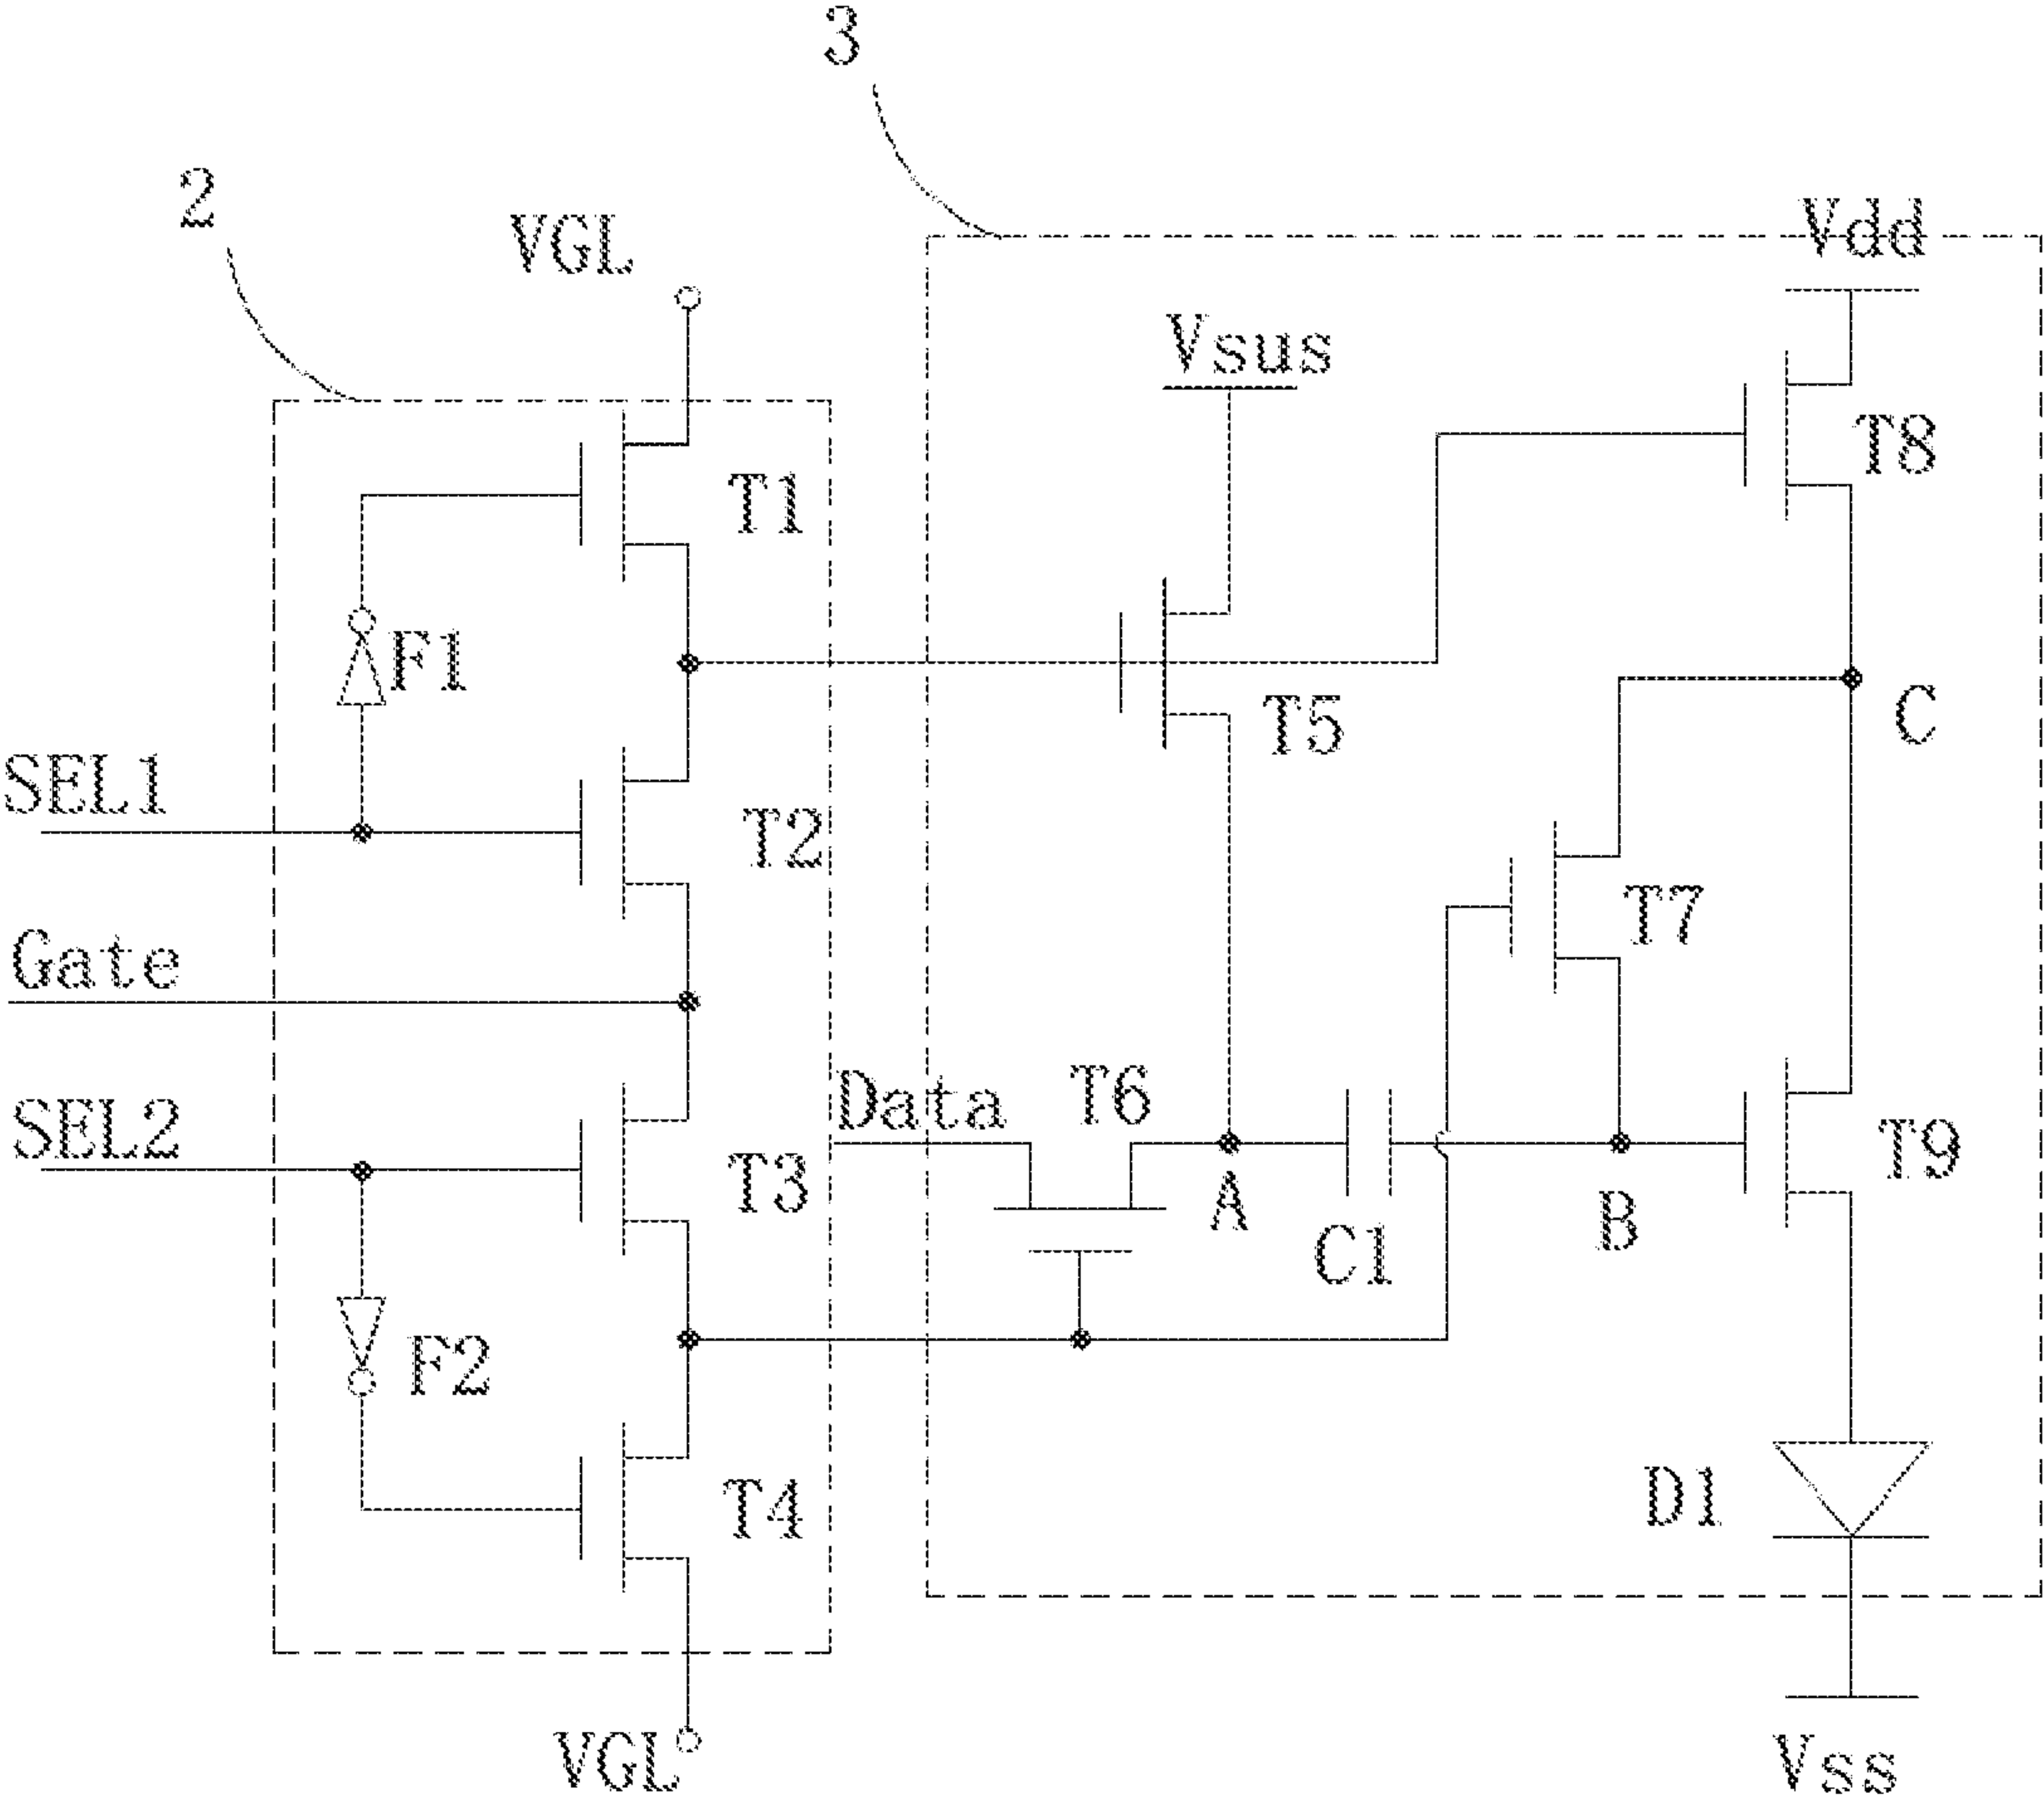 3
2
VGL
Vdd
Vsus
T8
T1
F1
T5
C
SEL1
T2
T7
Gate
Data
T6
SEL2
T3
A
B
T9
C1
F2
T4
D1
VGL
Vss